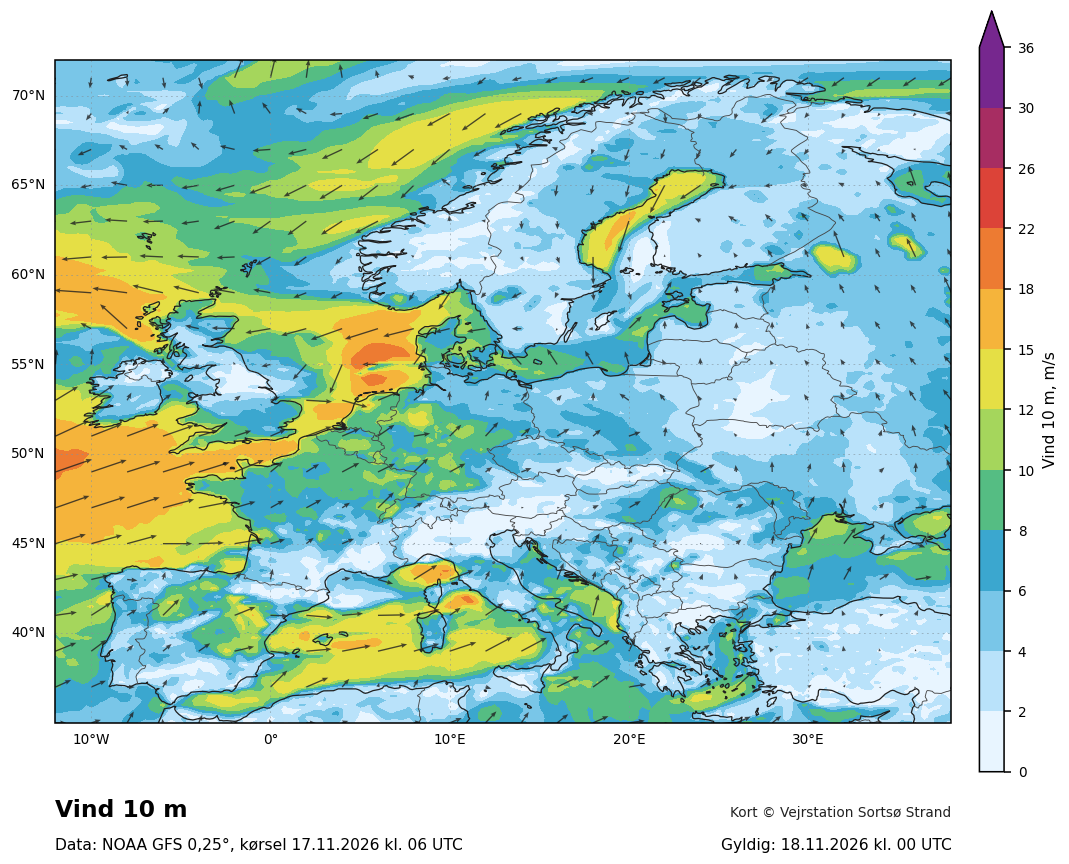 36
30
26
22
18
15
12
10
8
6
4
2
0
Vind 10 m, m/s
70°N
65°N
60°N
55°N
50°N
45°N
40°N
10°W
0°
10°E
20°E
30°E
Vind 10 m
Kort © Vejrstation Sortsø Strand
Data: NOAA GFS 0,25°, kørsel 17.11.2026 kl. 06 UTC
Gyldig: 18.11.2026 kl. 00 UTC